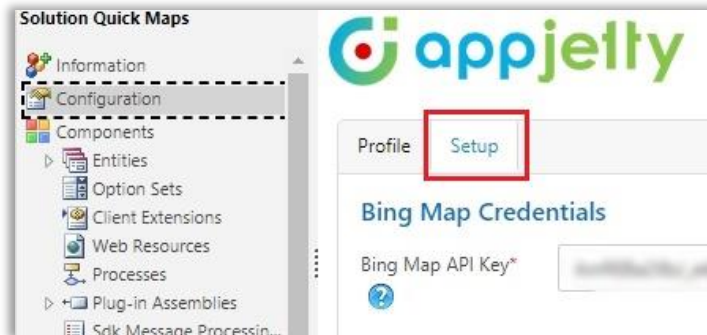 Solution Quick Maps
Information
Configuration
Components
Entities
Option Sets
Client Extensions
Web Resources
Processes
Plug-in Assemblies
Sdk Message Processin...
appjetty
Profile
Setup
Bing Map Credentials
Bing Map API Key*
?